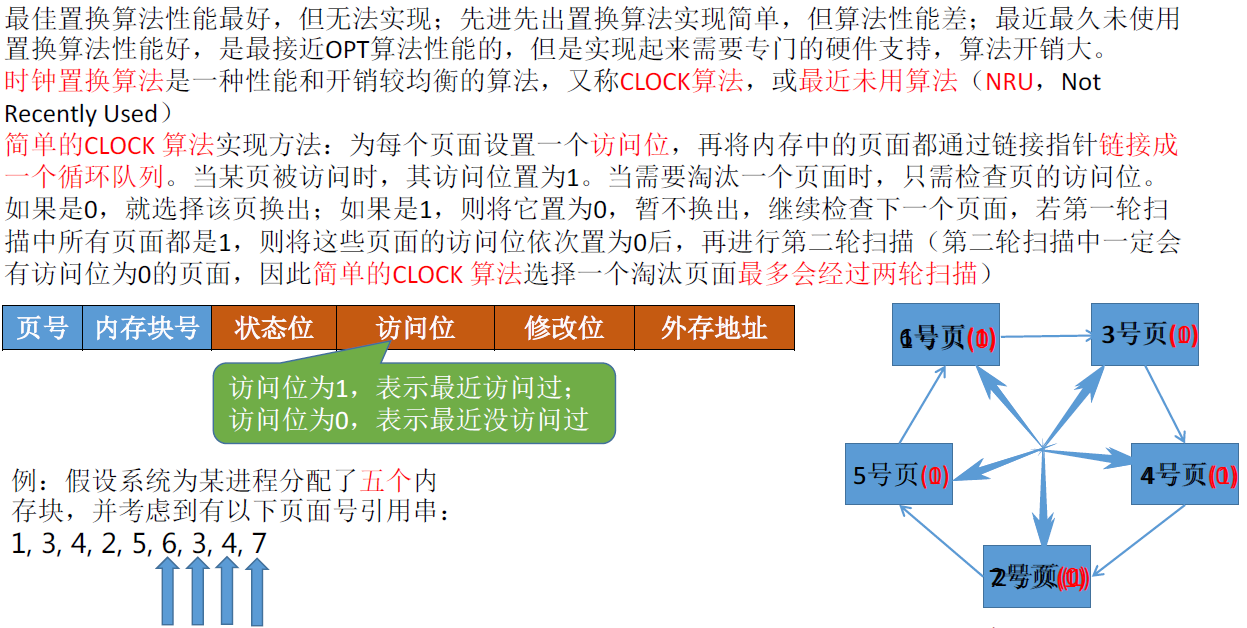 最佳置换算法性能最好，但无法实现；先进先出置换算法实现简单，但算法性能差；最近最久未使用
置换算法性能好，是最接近OPT算法性能的，但是实现起来需要专门的硬件支持，算法开销大。
时钟置换算法是一种性能和开销较均衡的算法，又称CLOCK算法，或最近未用算法（NRU，Not
Recently Used）
简单的CLOCK 算法实现方法：为每个页面设置一个访问位，再将内存中的页面都通过链接指针链接成
一个循环队列。当某页被访问时，其访问位置为1。当需要淘汰一个页面时，只需检查页的访问位。
如果是0，就选择该页换出；如果是1，则将它置为0，暂不换出，继续检查下一个页面，若第一轮扫
描中所有页面都是1，则将这些页面的访问位依次置为0后，再进行第二轮扫描（第二轮扫描中一定会
有访问位为0的页面，因此简单的CLOCK 算法选择一个淘汰页面最多会经过两轮扫描）
页号 内存块号 状态位 访问位 修改位 外存地址
访问位为1，表示最近访问过；
访问位为0，表示最近没访问过
例：假设系统为某进程分配了五个内
存块，并考虑到有以下页面号引用串：
1, 3, 4, 2, 5, 6, 3, 4, 7
号页
3号页
5号页
4号页
号页